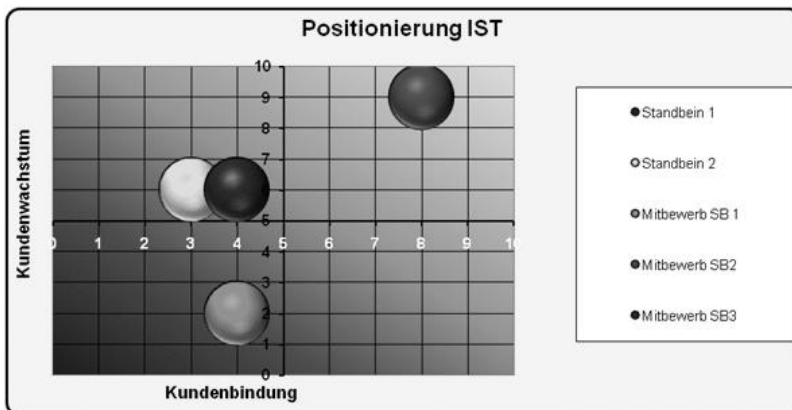 Positionierung IST
Kundenwachstum
10
9
8
7
6
5
4
3
2
1
0
0 1 2 3 4 6 7 8 9 10
Kundenbindung
Standbein 1
Standbein 2
Mitbewerb SB 1
Mitbewerb SB2
Mitbewerb SB3